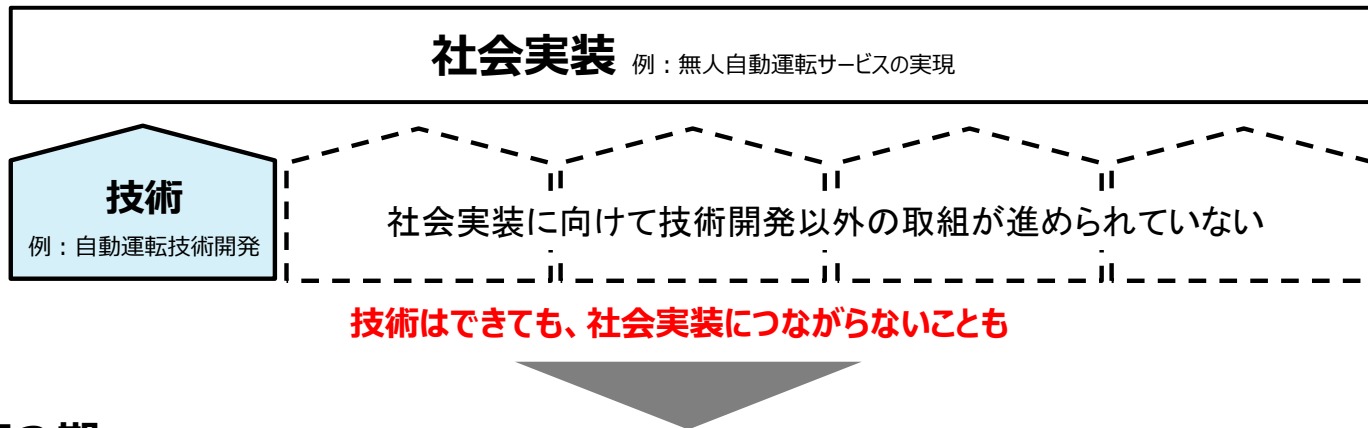 社会実装 例：無人自動運転サービスの実現
技術
例：自動運転技術開発
社会実装に向けて技術開発以外の取組が進められていない
技術はできても、社会実装につながらないことも